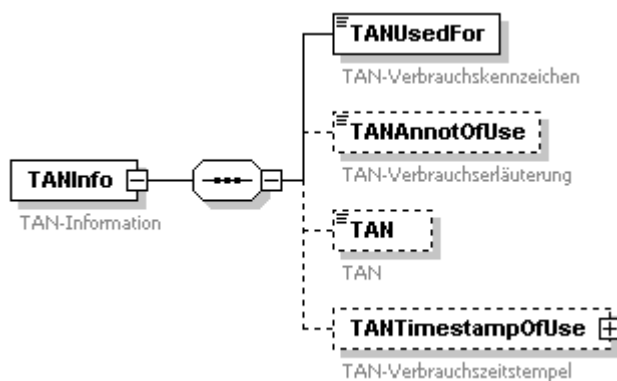 TANUsedFor
TAN-Verbrauchskennzeichen
TANAnnotOfUse
TAN-Verbrauchserläuterung
TANInfo
TAN-Information
TAN
TAN
TANTimestampOfUse
TAN-Verbrauchszeitstempel